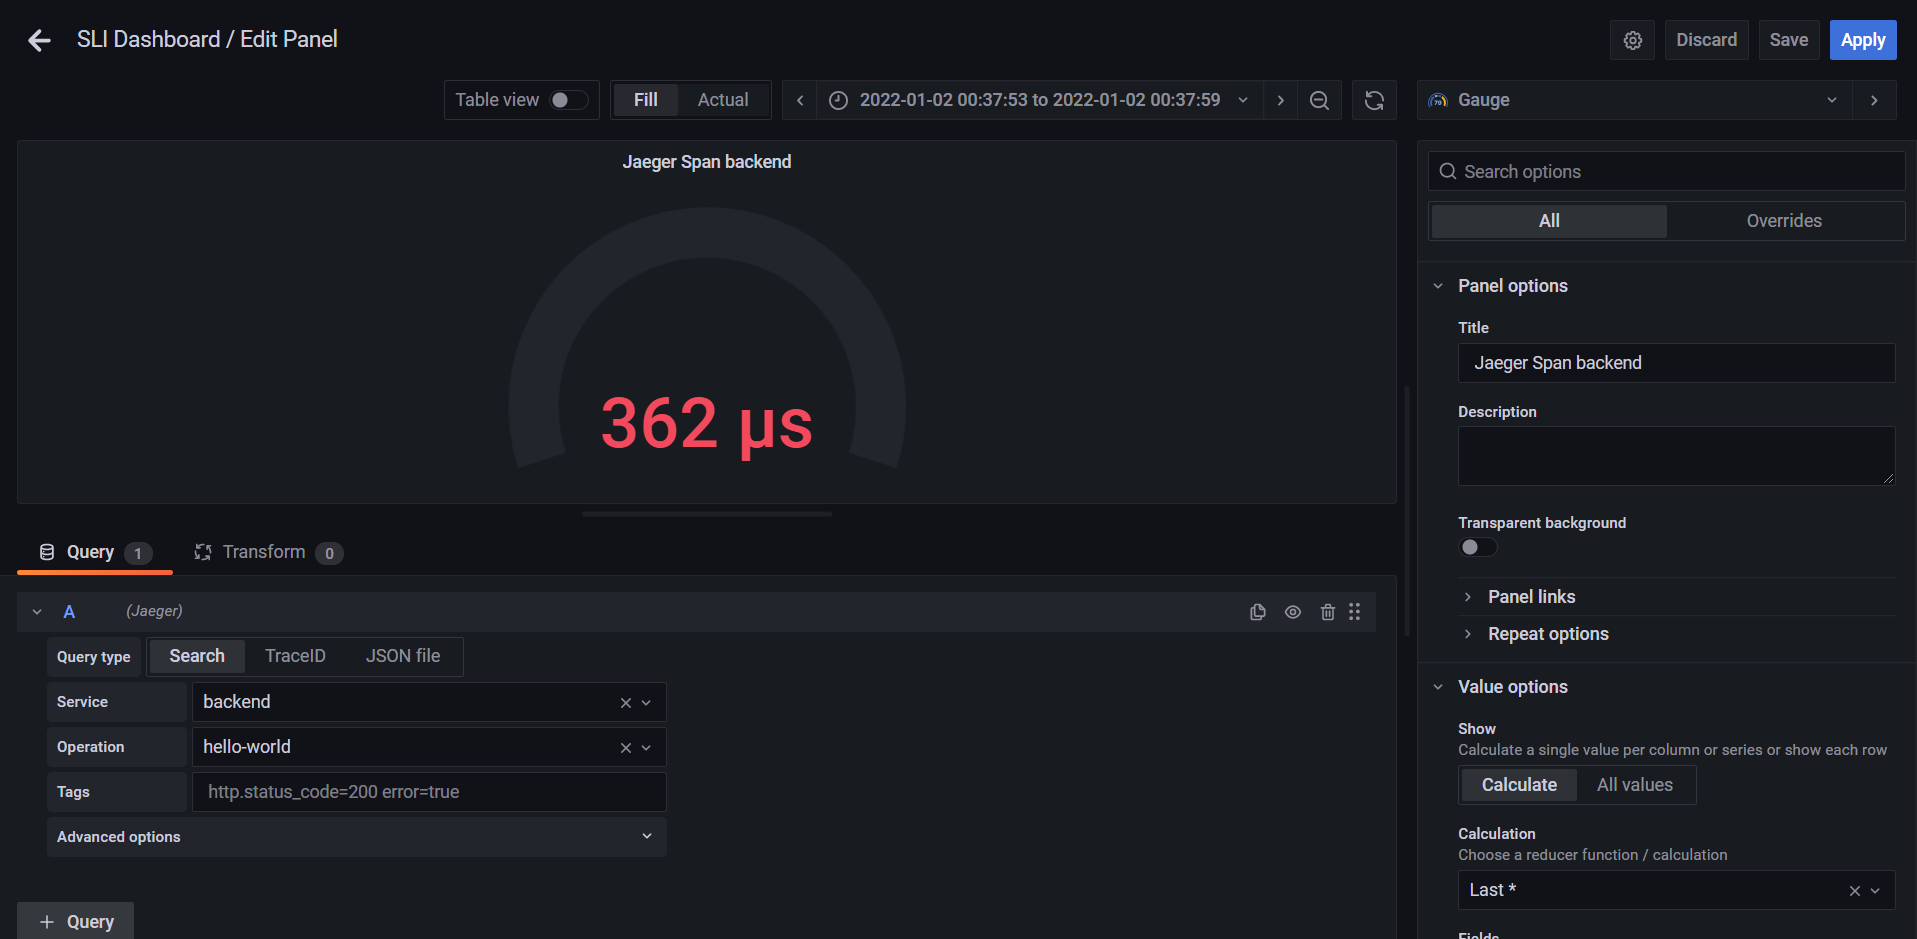 SLI Dashboard / Edit Panel
Discard
Save
Apply
Table view
Fill
Actual
2022-01-02 00:37:53 to 2022-01-02 00:37:59
70
Gauge
Jaeger Span backend
362 µs
Search options
All
Overrides
Panel options
Title
Jaeger Span backend
Description
Transparent background
Panel links
Repeat options
Value options
Show
Calculate a single value per column or series or show each row
Calculate
All values
Calculation
Choose a reducer function / calculation
Last *
Fields
Query 1
Transform 0
A (Jaeger)
Query type
Search
TraceID
JSON file
Service
backend
Operation
hello-world
Tags
http.status_code=200 error=true
Advanced options
+ Query